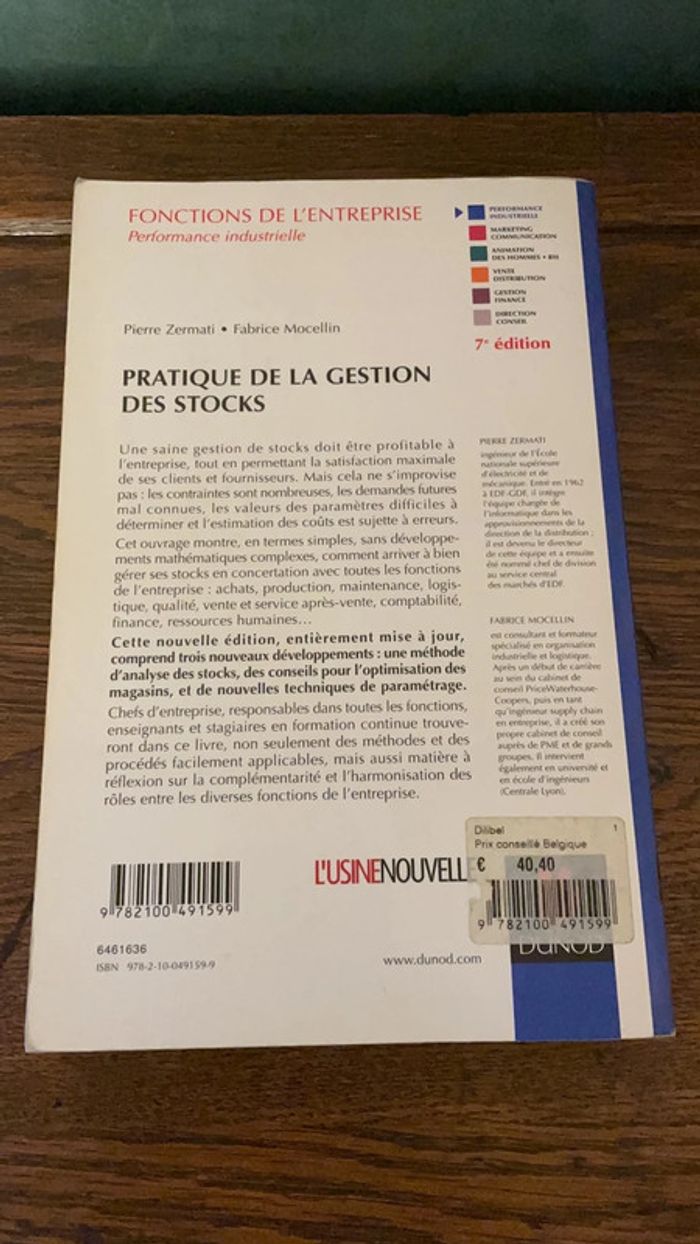 FONCTIONS DE L'ENTREPRISE
Performance industrielle
PERFORMANCE
INDUSTRIELLE
MARKETING
COMMUNICATION
ANIMATION
DES HOMMES • RH
VENTE
DISTRIBUTION
GESTION
FINANCE
DIRECTION
CONSEIL
7e édition
Pierre Zermati • Fabrice Mocellin
PRATIQUE DE LA GESTION
DES STOCKS
Une saine gestion de stocks doit être profitable à
l'entreprise, tout en permettant la satisfaction maximale
de ses clients et fournisseurs. Mais cela ne s'improvise
pas : les contraintes sont nombreuses, les demandes futures
mal connues, les valeurs des paramètres difficiles à
déterminer et l'estimation des coûts est sujette à erreurs.
Cet ouvrage montre, en termes simples, sans développe-
ments mathématiques complexes, comment arriver à bien
gérer ses stocks en concertation avec toutes les fonctions
de l'entreprise : achats, production, maintenance, logis-
tique, qualité, vente et service après-vente, comptabilité,
finance, ressources humaines...
Cette nouvelle édition, entièrement mise à jour,
comprend trois nouveaux développements : une méthode
d'analyse des stocks, des conseils pour l'optimisation des
magasins, et de nouvelles techniques de paramétrage.
Chefs d'entreprise, responsables dans toutes les fonctions,
enseignants et stagiaires en formation continue trouve-
ront dans ce livre, non seulement des méthodes et des
procédés facilement applicables, mais aussi matière à
réflexion sur la complémentarité et l'harmonisation des
rôles entre les diverses fonctions de l'entreprise.
PIERRE ZERMATI
ingénieur de l'École
nationale supérieure
d'électricité et de
mécanique. Entré en 1962
à EDF-GDF, il intègre
l'équipe chargée de
l'informatique dans les
approvisionnements de la
direction de la distribution ;
il est devenu le directeur
de cette équipe et a ensuite
été nommé chef de division
au service central
des marchés d'EDF.
FABRICE MOCELLIN
est consultant et formateur
spécialisé en organisation
industrielle et logistique.
Après un début de carrière
au sein du cabinet de
conseil PriceWaterhouse-
Coopers, puis en tant
qu'ingénieur supply chain
en entreprise, il a créé son
propre cabinet de conseil
auprès de PME et de grands
groupes. Il intervient
également en université et
en école d'ingénieurs
(Centrale Lyon).
Dilibel 1
Prix conseillé Belgique
€ 40,40
9 782100 491599
L'USINENOUVELLE
9 782100 491599
6461636
ISBN 978-2-10-049159-9
www.dunod.com
DUNOD